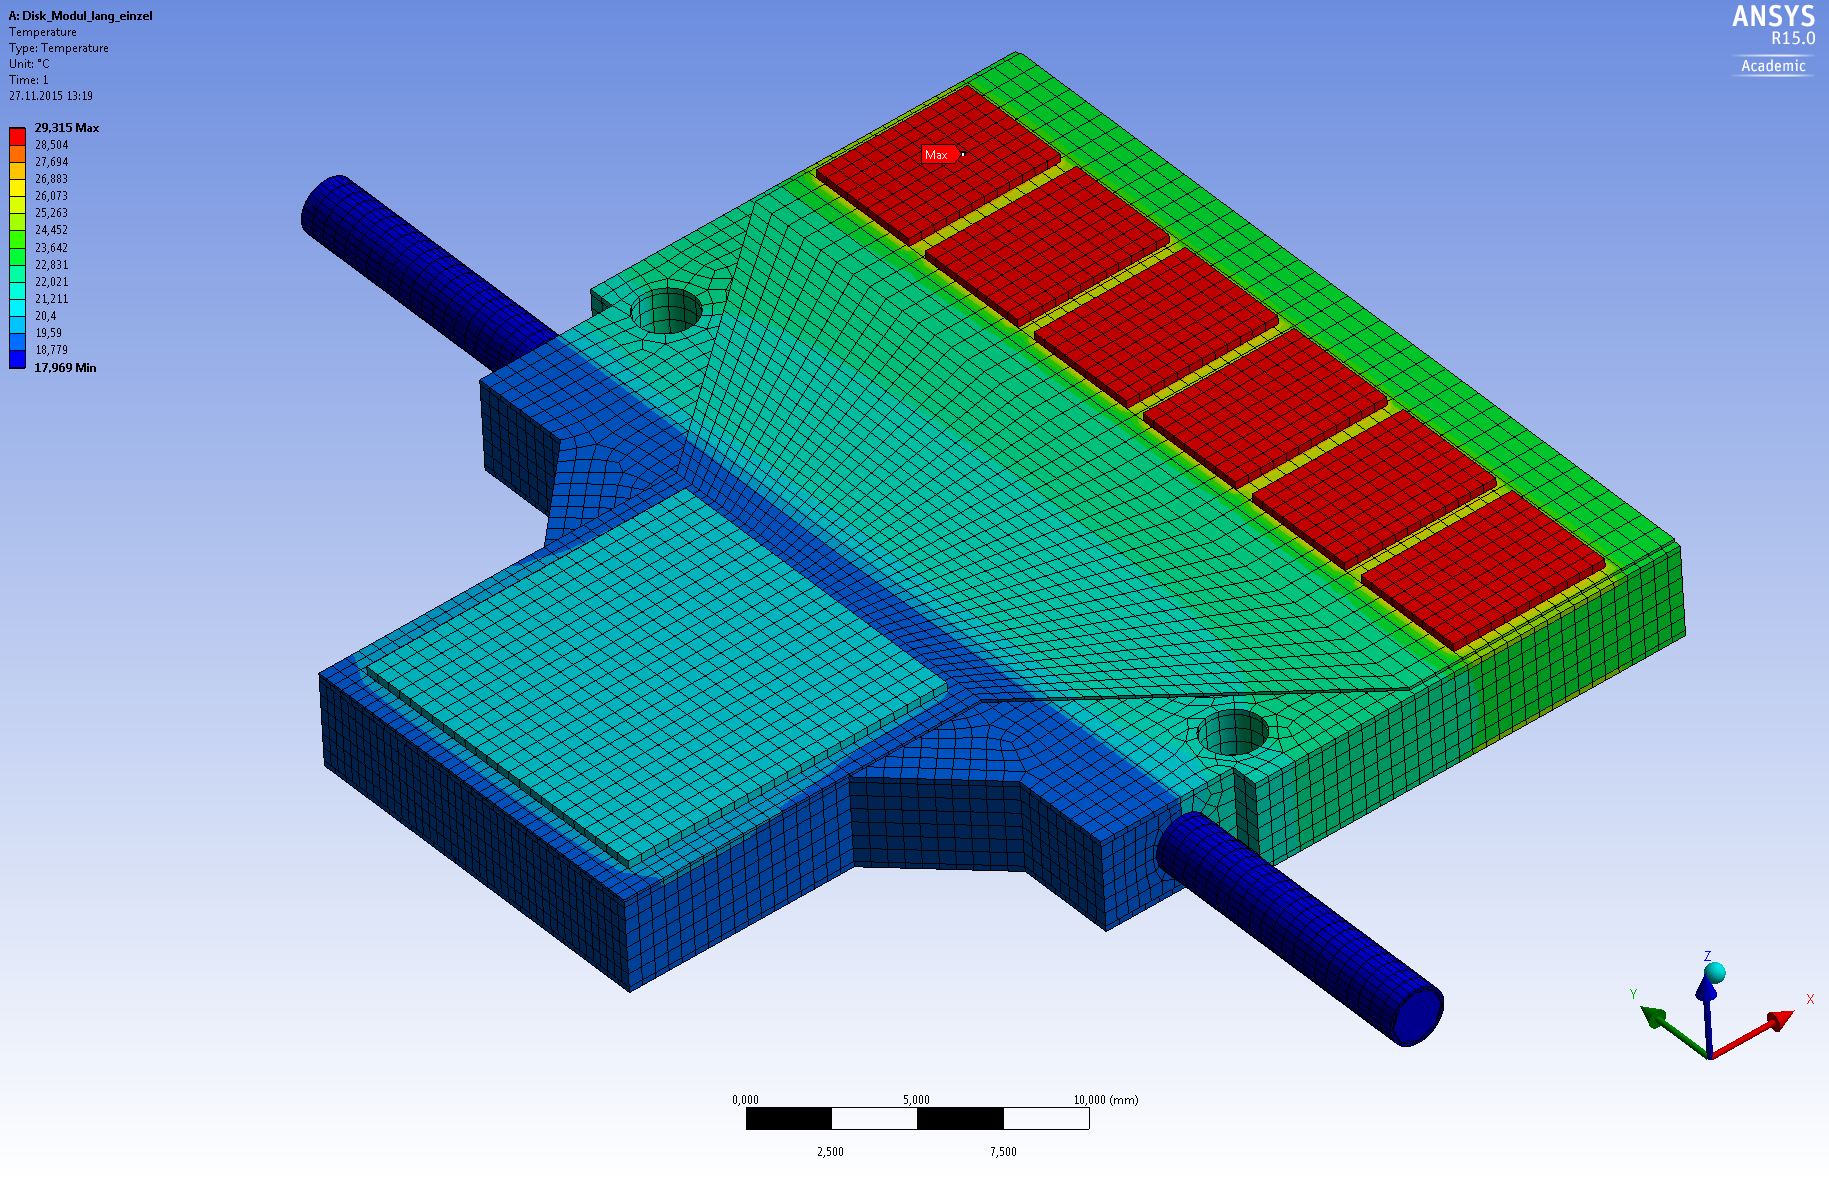 A: Disk_Modul_lang_einzel
Temperature
Type: Temperature
Unit: °C
Time: 1
27.11.2015 13:19
29,315 Max
28,504
27,694
26,883
26,073
25,263
24,452
23,642
22,831
22,021
21,211
20,4
19,59
18,779
17,969 Min
ANSYS
R15.0
Academic
Max
Z
Y
X
0,000 5,000 10,000 (mm)
2,500 7,500